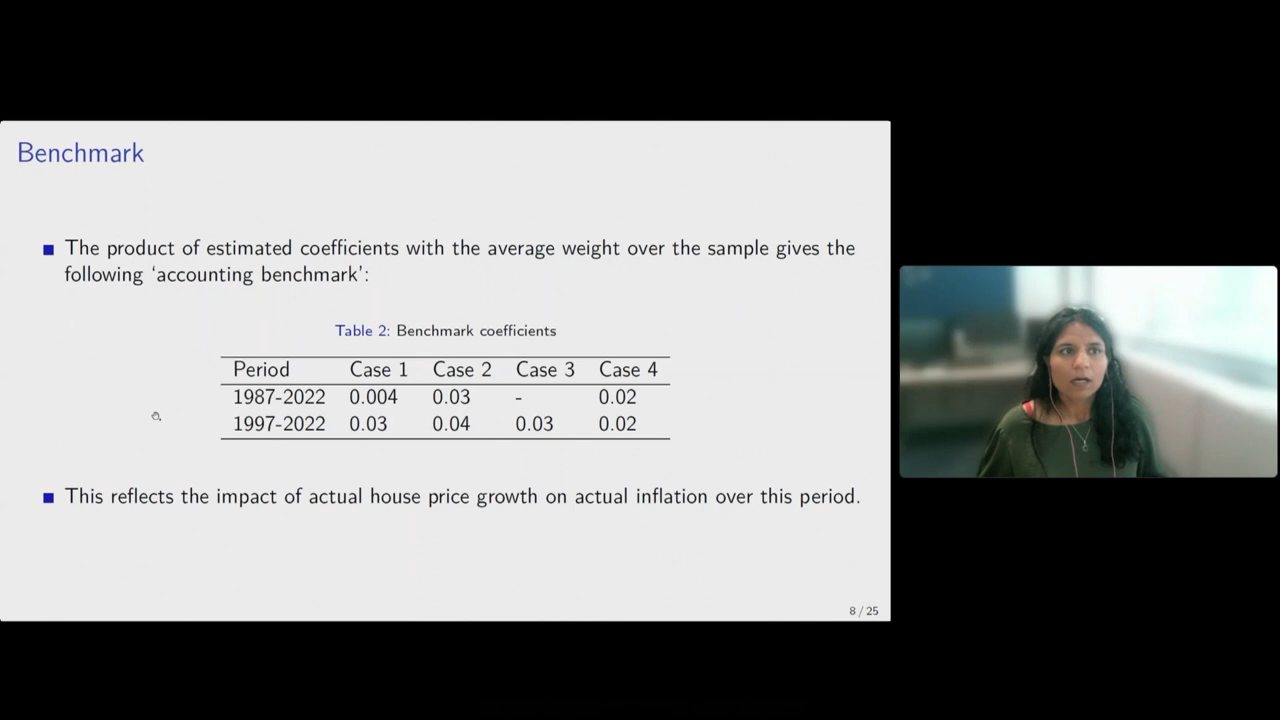 Benchmark
The product of estimated coefficients with the average weight over the sample gives the
following ‘accounting benchmark’:
Table 2: Benchmark coefficients
Period Case 1 Case 2 Case 3 Case 4
1987-2022 0.004 0.03 - 0.02
1997-2022 0.03 0.04 0.03 0.02
This reflects the impact of actual house price growth on actual inflation over this period.
8 / 25